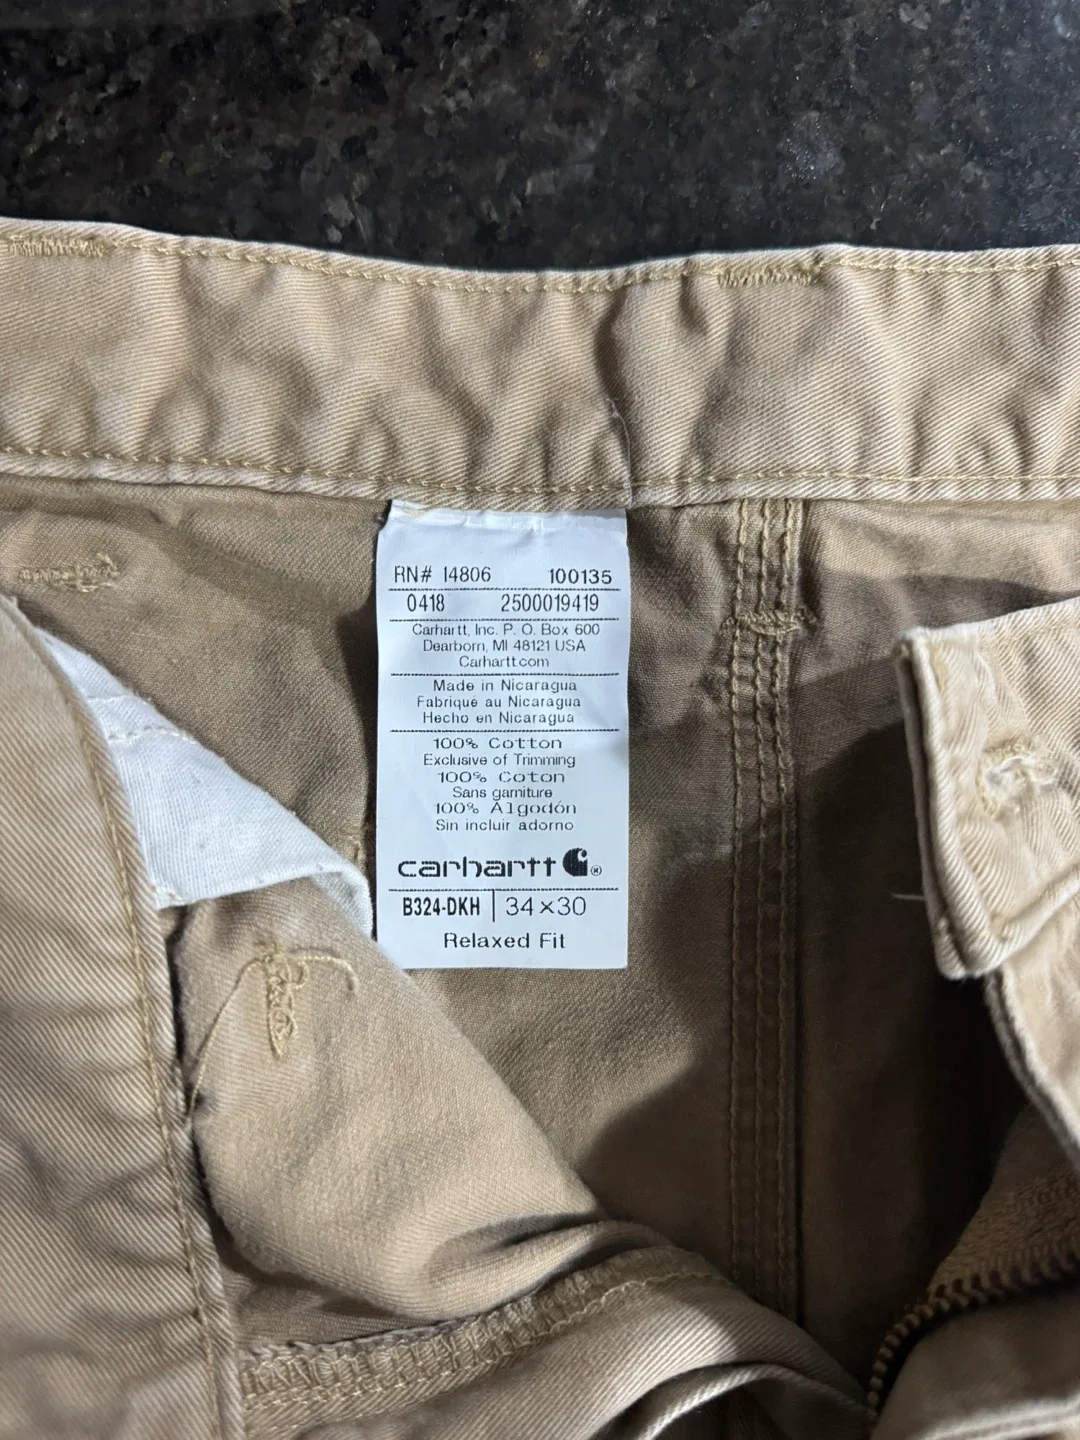 RN# 14806 100135
0418 2500019419
Carhartt, Inc. P. O. Box 600
Dearborn, MI 48121 USA
Carhartt.com
Made in Nicaragua
Fabriqué au Nicaragua
Hecho en Nicaragua
100% Cotton
Exclusive of Trimming
100% Coton
Sans garniture
100% Algodón
Sin incluir adorno
carhartt ®
B324-DKH | 34×30
Relaxed Fit